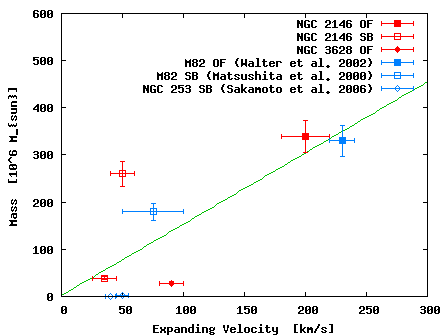 600
500
400
300
200
100
0
Mass [10^6 M_{sun}]
NGC 2146 OF
NGC 2146 SB
NGC 3628 OF
M82 OF (Walter et al. 2002)
M82 SB (Matsushita et al. 2000)
NGC 253 SB (Sakamoto et al. 2006)
0 50 100 150 200 250 300
Expanding Velocity [km/s]